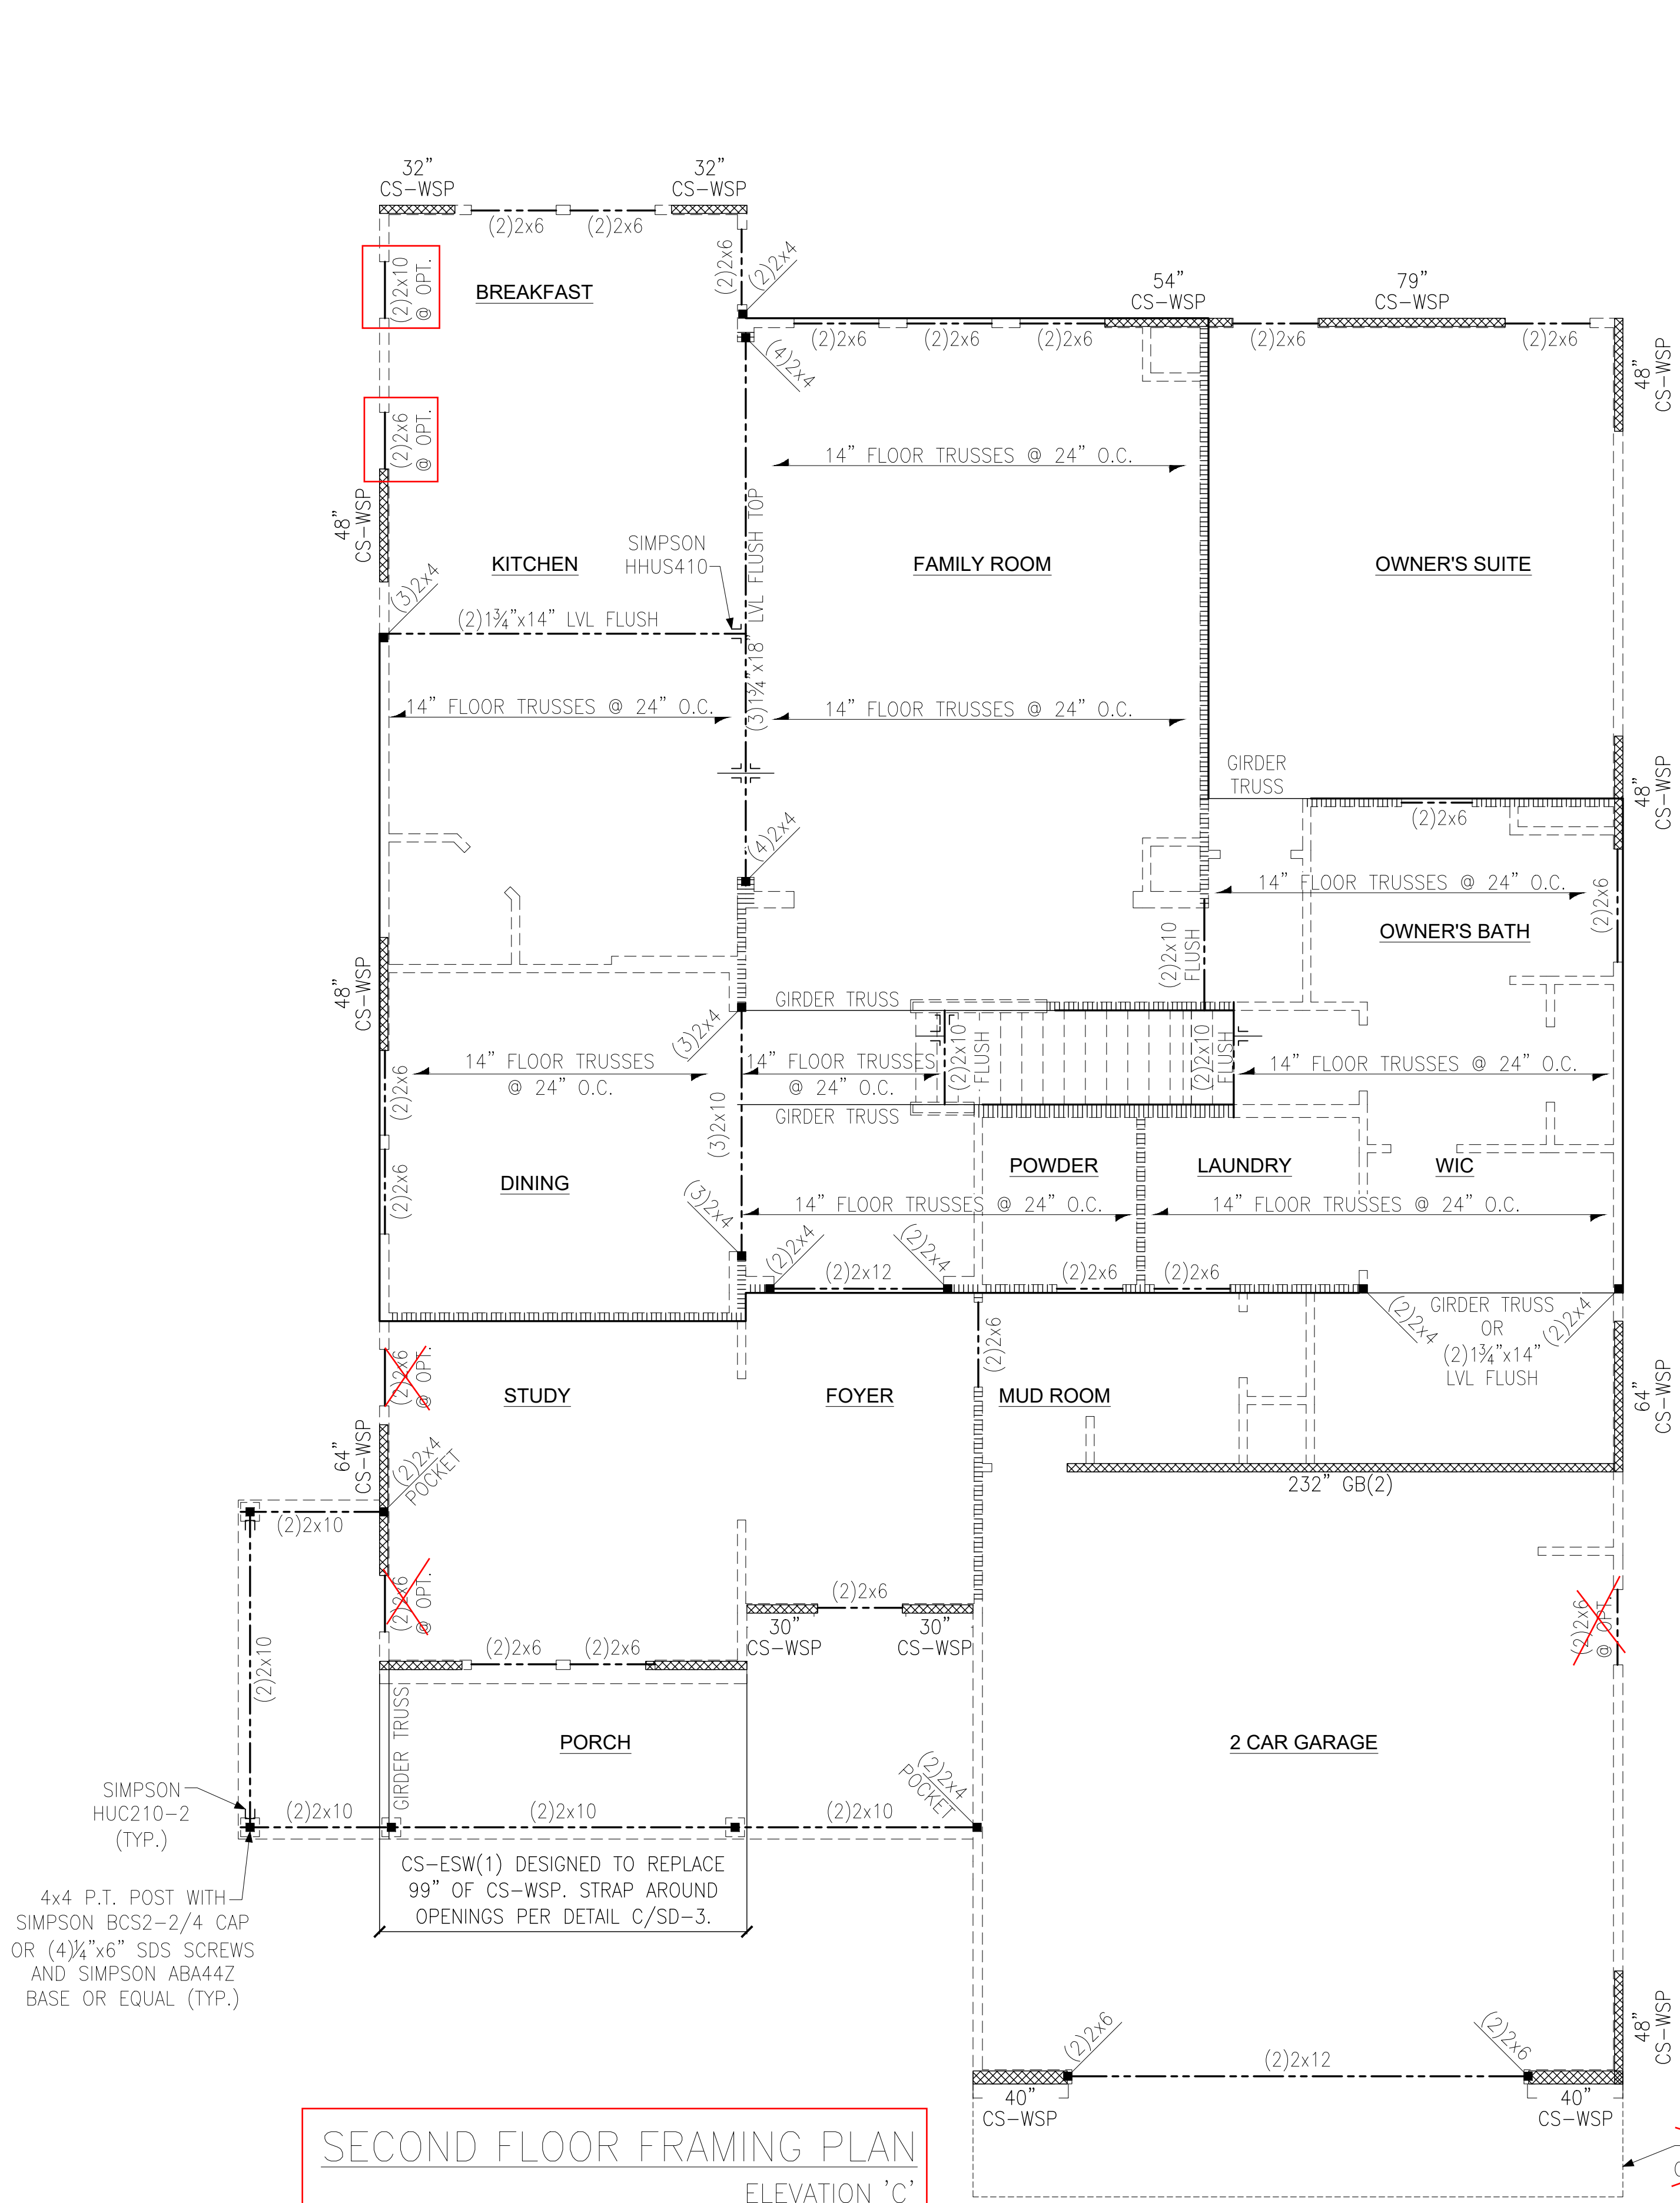 32"
CS-WSP
32"
CS-WSP
(2)2x6
(2)2x6
(2)2x6
(2)2x4
(2)2x10
@ OPT.
BREAKFAST
54"
CS-WSP
79"
CS-WSP
(2)2x6
(2)2x6
(2)2x6
(2)2x6
(2)2x6
(4)2x4
48"
CS-WSP
(2)2x6
@ OPT.
14" FLOOR TRUSSES @ 24" O.C.
48"
CS-WSP
SIMPSON
HHUS410
KITCHEN
FAMILY ROOM
OWNER'S SUITE
(3)2x4
(2)1¾"x14" LVL FLUSH
(3)1¾"x18" LVL FLUSH TOP
14" FLOOR TRUSSES @ 24" O.C.
14" FLOOR TRUSSES @ 24" O.C.
GIRDER
TRUSS
48"
CS-WSP
(2)2x6
(4)2x4
14" FLOOR TRUSSES @ 24" O.C.
(2)2x6
OWNER'S BATH
(2)2x10
FLUSH
48"
CS-WSP
GIRDER TRUSS
(3)2x4
14" FLOOR TRUSSES
@ 24" O.C.
14" FLOOR TRUSSES
@ 24" O.C.
(2)2x10
FLUSH
(2)2x10
FLUSH
14" FLOOR TRUSSES @ 24" O.C.
(2)2x6
GIRDER TRUSS
(3)2x10
(2)2x6
DINING
POWDER
LAUNDRY
WIC
(3)2x4
14" FLOOR TRUSSES @ 24" O.C.
14" FLOOR TRUSSES @ 24" O.C.
(2)2x4
(2)2x4
(2)2x12
(2)2x6
(2)2x6
(2)2x4
GIRDER TRUSS
OR
(2)1¾"x14"
LVL FLUSH
(2)2x4
(2)2x6
@ OPT.
(2)2x6
STUDY
FOYER
MUD ROOM
64"
CS-WSP
64"
CS-WSP
(2)2x4
POCKET
232" GB(2)
(2)2x10
(2)2x6
@ OPT.
(2)2x6
30"
CS-WSP
30"
CS-WSP
(2)2x6
@ OPT.
(2)2x6
(2)2x6
(2)2x10
GIRDER TRUSS
PORCH
2 CAR GARAGE
(2)2x4
POCKET
SIMPSON
HUC210-2
(TYP.)
(2)2x10
(2)2x10
(2)2x10
CS-ESW(1) DESIGNED TO REPLACE
99" OF CS-WSP. STRAP AROUND
OPENINGS PER DETAIL C/SD-3.
4x4 P.T. POST WITH
SIMPSON BCS2-2/4 CAP
OR (4)¼"x6" SDS SCREWS
AND SIMPSON ABA44Z
BASE OR EQUAL (TYP.)
48"
CS-WSP
(2)2x6
(2)2x12
(2)2x6
40"
CS-WSP
40"
CS-WSP
SECOND FLOOR FRAMING PLAN
ELEVATION 'C'